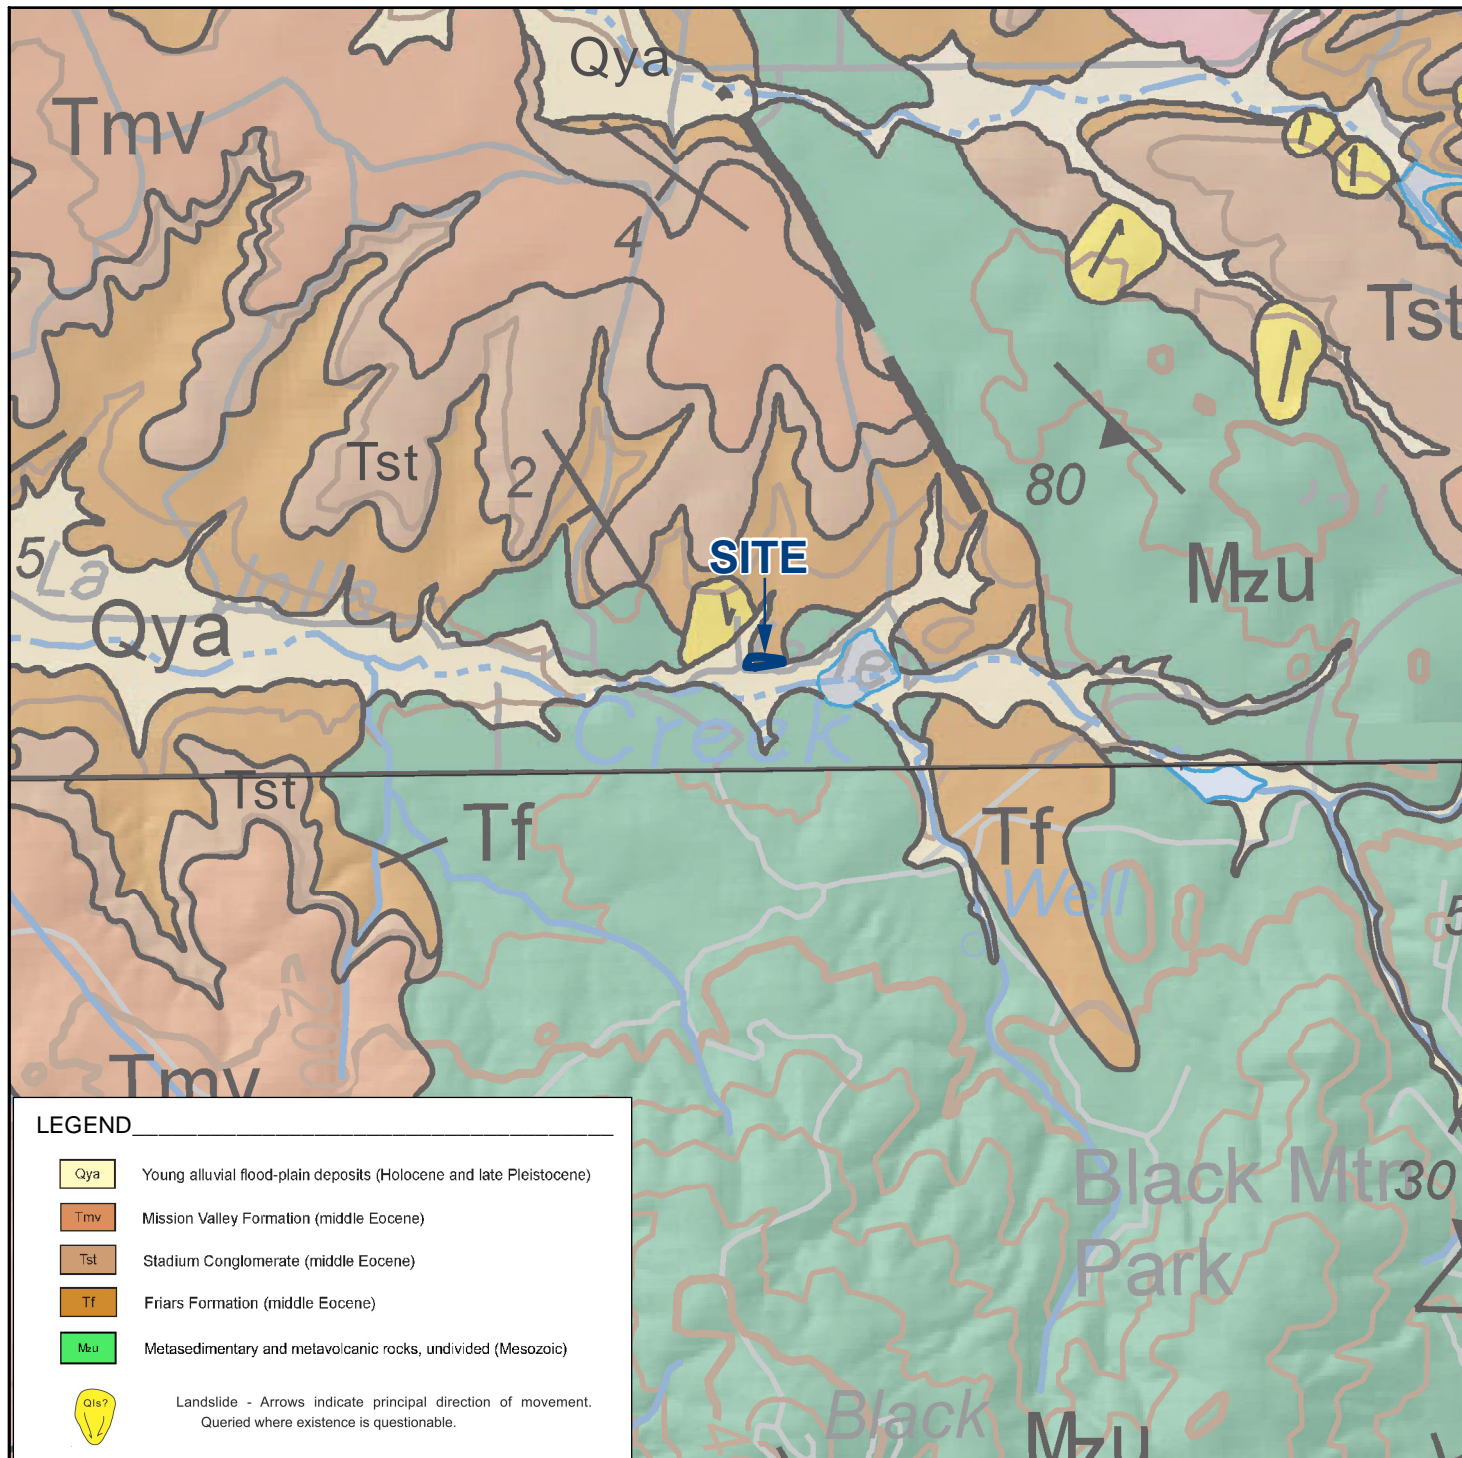 Qya
Tmv
4
Tst
Tst
2
80
5
La Jolla
SITE
Mzu
Qya
Creek
Tst
Tf
Tf
Well
5
Tmv
LEGEND
Qya Young alluvial flood-plain deposits (Holocene and late Pleistocene)
Tmv Mission Valley Formation (middle Eocene)
Tst Stadium Conglomerate (middle Eocene)
Tf Friars Formation (middle Eocene)
Mzu Metasedimentary and metavolcanic rocks, undivided (Mesozoic)
Qls? Landslide - Arrows indicate principal direction of movement.
Queried where existence is questionable.
Black Mtn
30
Park
Black
Mzu